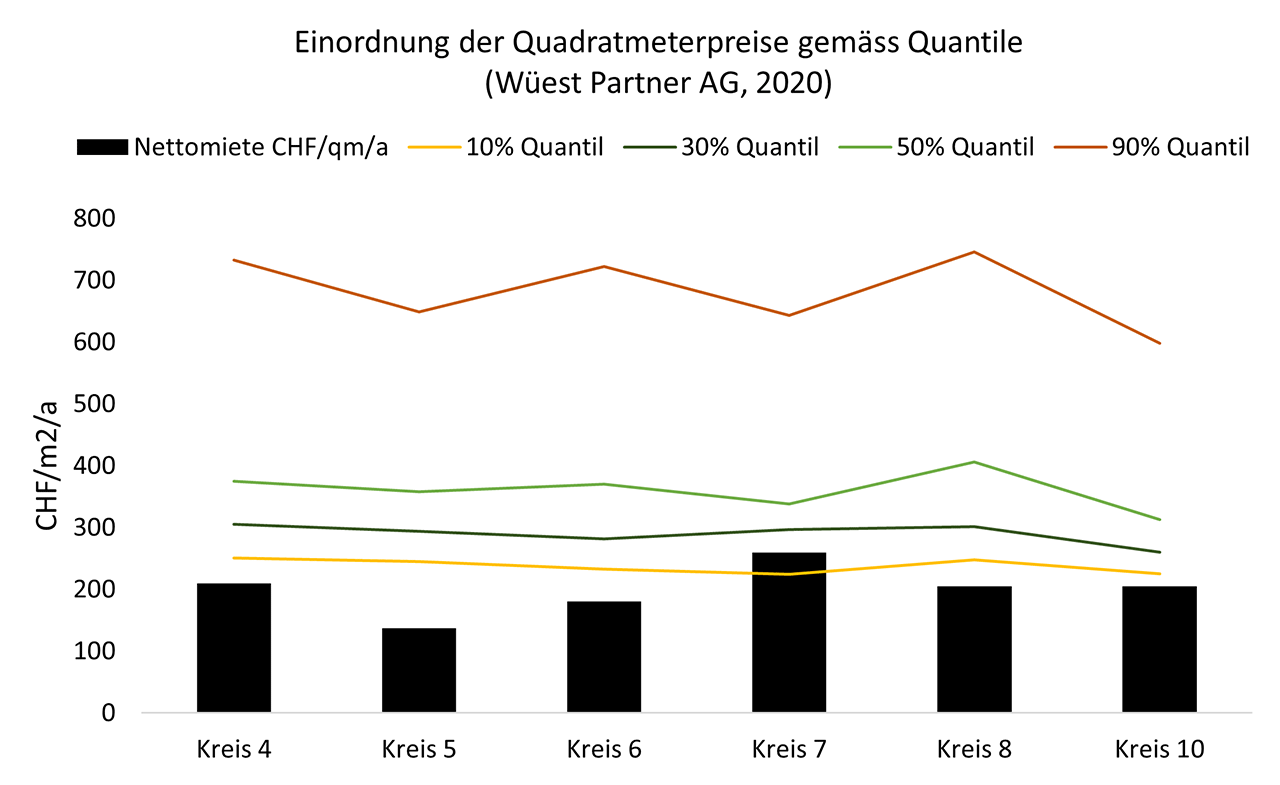 Einordnung der Quadratmeterpreise gemäss Quantile
(Wüest Partner AG, 2020)
Nettomiete CHF/qm/a 10% Quantil 30% Quantil 50% Quantil 90% Quantil
800
700
600
500
400
300
200
100
0
CHF/m2/a
Kreis 4 Kreis 5 Kreis 6 Kreis 7 Kreis 8 Kreis 10